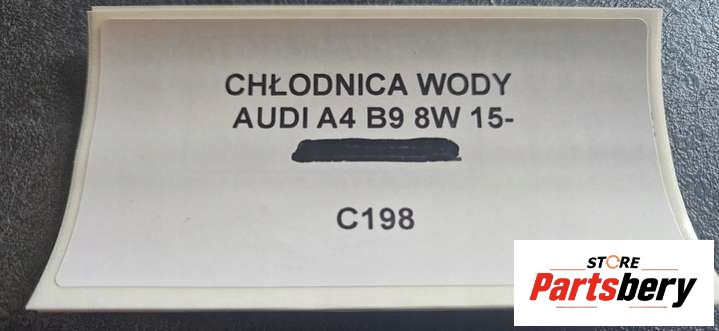 CHŁODNICA WODY
AUDI A4 B9 8W 15-
C198
STORE
Partsbery